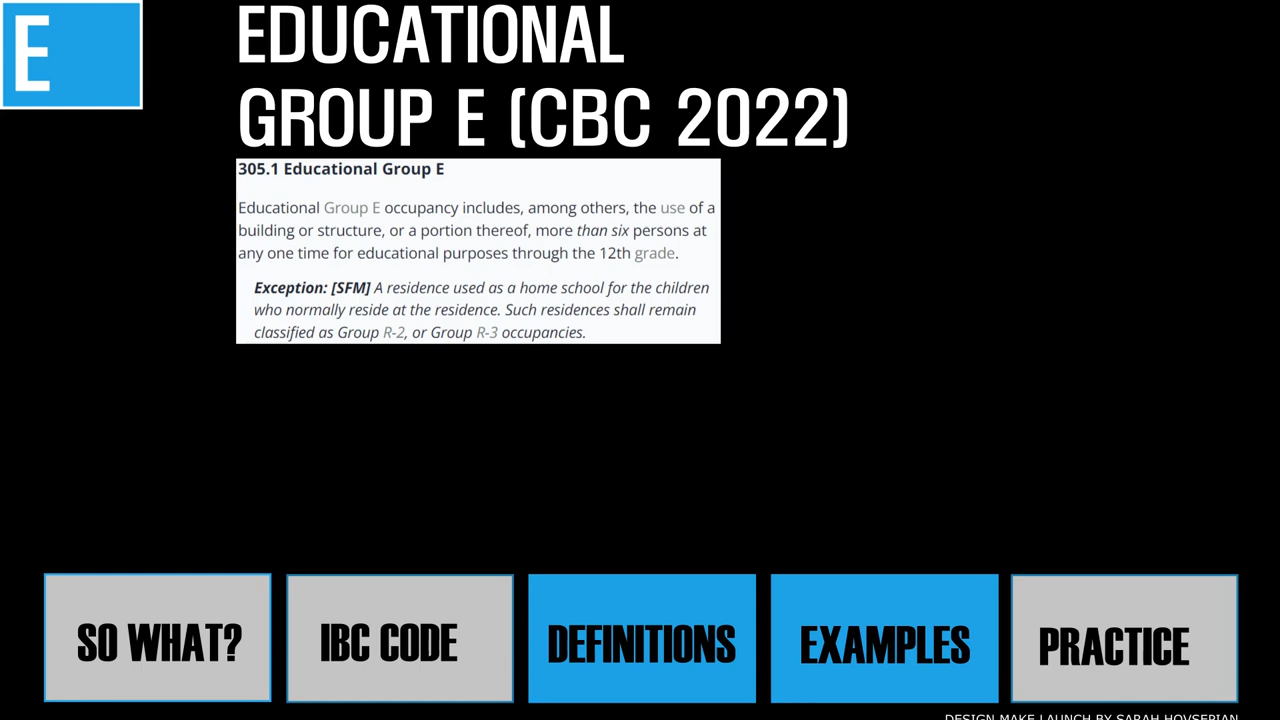 E
EDUCATIONAL
GROUP E (CBC 2022)
305.1 Educational Group E
Educational Group E occupancy includes, among others, the use of a
building or structure, or a portion thereof, more than six persons at
any one time for educational purposes through the 12th grade.
Exception: [SFM] A residence used as a home school for the children
who normally reside at the residence. Such residences shall remain
classified as Group R-2, or Group R-3 occupancies.
SO WHAT?
IBC CODE
DEFINITIONS
EXAMPLES
PRACTICE
DESIGN MAKE LAUNCH BY SARAH HOVSEPIAN